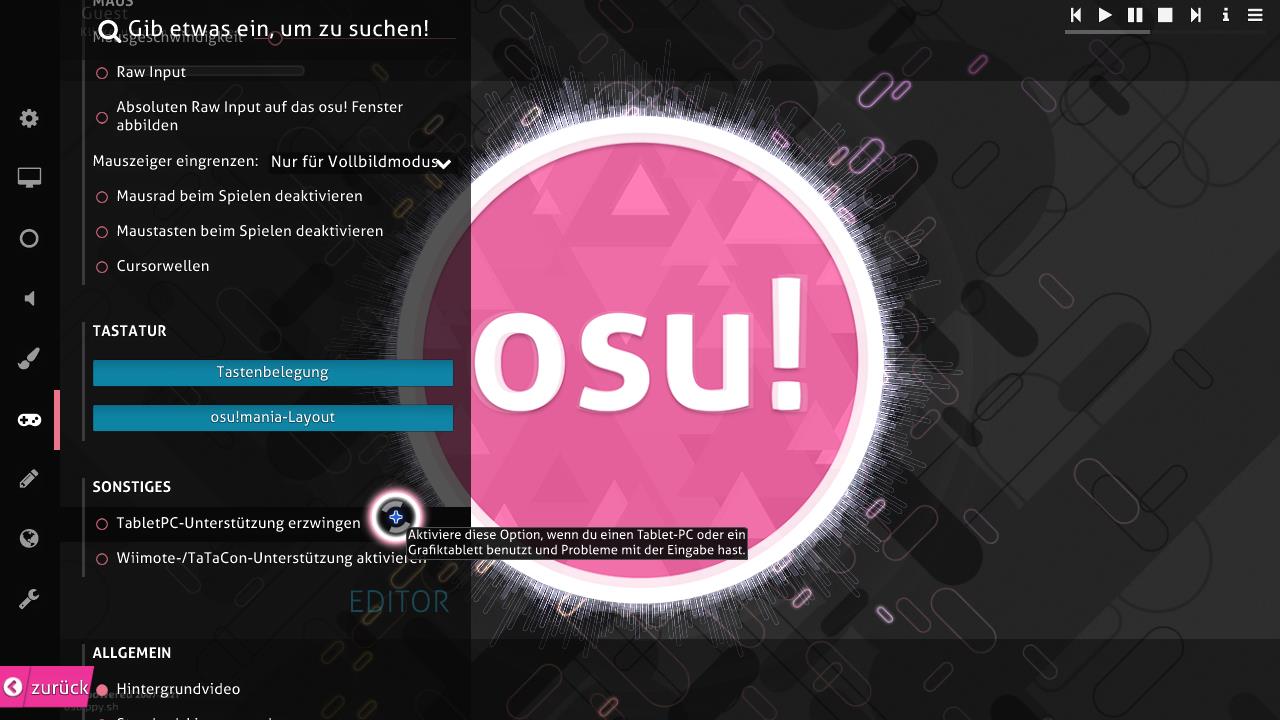 MAUS
Guest
Gib etwas ein, um zu suchen!
Mausgeschwindigkeit
Raw Input
Absoluten Raw Input auf das osu! Fenster
abbilden
Mauszeiger eingrenzen: Nur für Vollbildmodus
Mausrad beim Spielen deaktivieren
Maustasten beim Spielen deaktivieren
Cursorwellen
TASTATUR
Tastenbelegung
osu!mania-Layout
osu!
SONSTIGES
TabletPC-Unterstützung erzwingen
Aktiviere diese Option, wenn du einen Tablet-PC oder ein
Grafiktablett benutzt und Probleme mit der Eingabe hast.
Wiimote-/TaTaCon-Unterstützung aktivieren
EDITOR
ALLGEMEIN
zurück
Hintergrundvideo